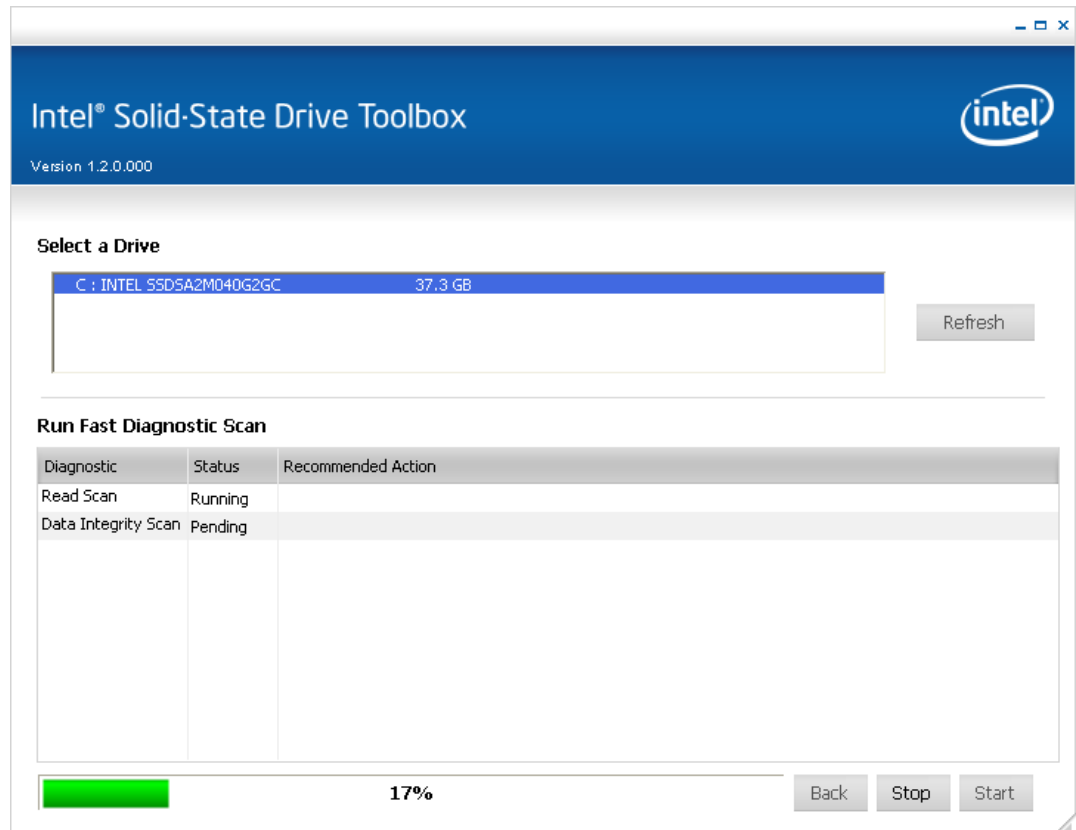 Intel® Solid-State Drive Toolbox
intel
Version 1.2.0.000
Select a Drive
C : INTEL SSDSA2M040G2GC 37.3 GB
Refresh
Run Fast Diagnostic Scan
Diagnostic Status Recommended Action
Read Scan Running
Data Integrity Scan Pending
17% Back Stop Start